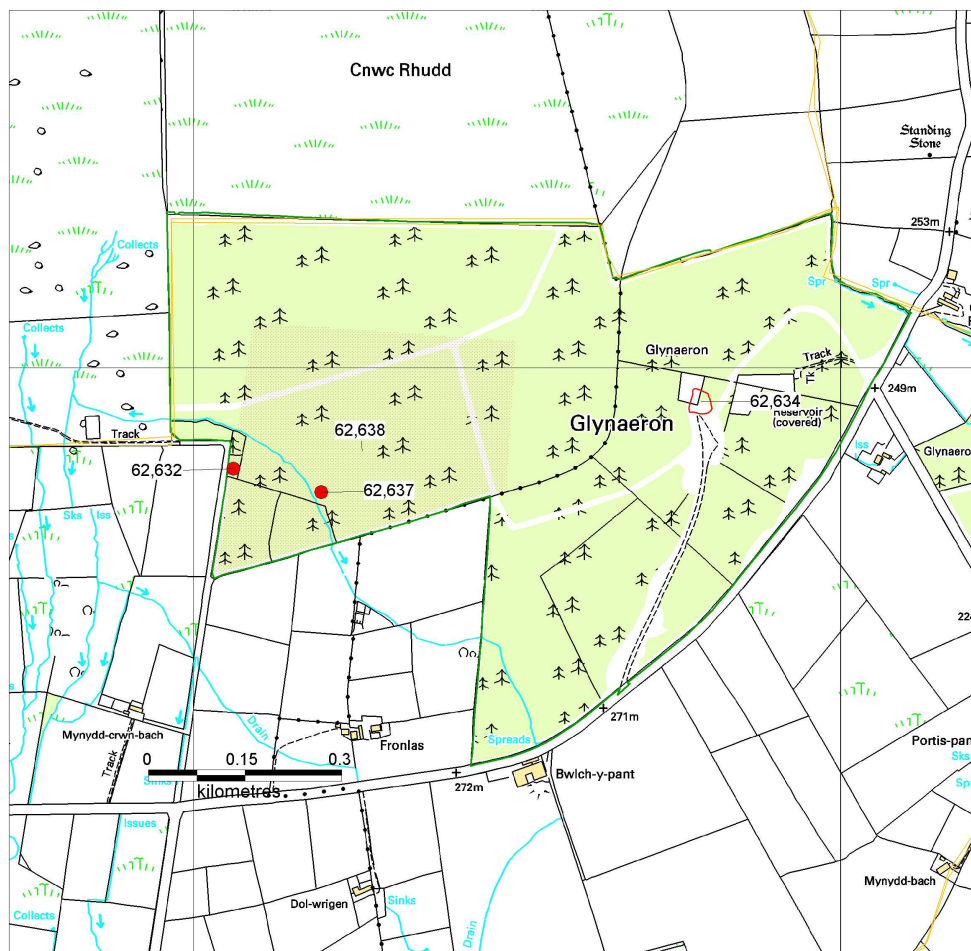 Cnwc Rhudd
Standing
Stone
253m
Collects
Spr
Spr
Collects
Glynaeron
Track
Tk
249m
62,634
Reservoir
(covered)
Glynaeron
62,638
Track
Iss
Glynaeron
62,632
62,637
Sks
Iss
271m
Mynydd-crwn-bach
Drain
Spreads
Fronlas
Track
0
0.15
0.3
kilometres
272m
Bwlch-y-pant
Sinks
Issues
Dol-wrigen
Sinks
Collects
Drain
Mynydd-bach